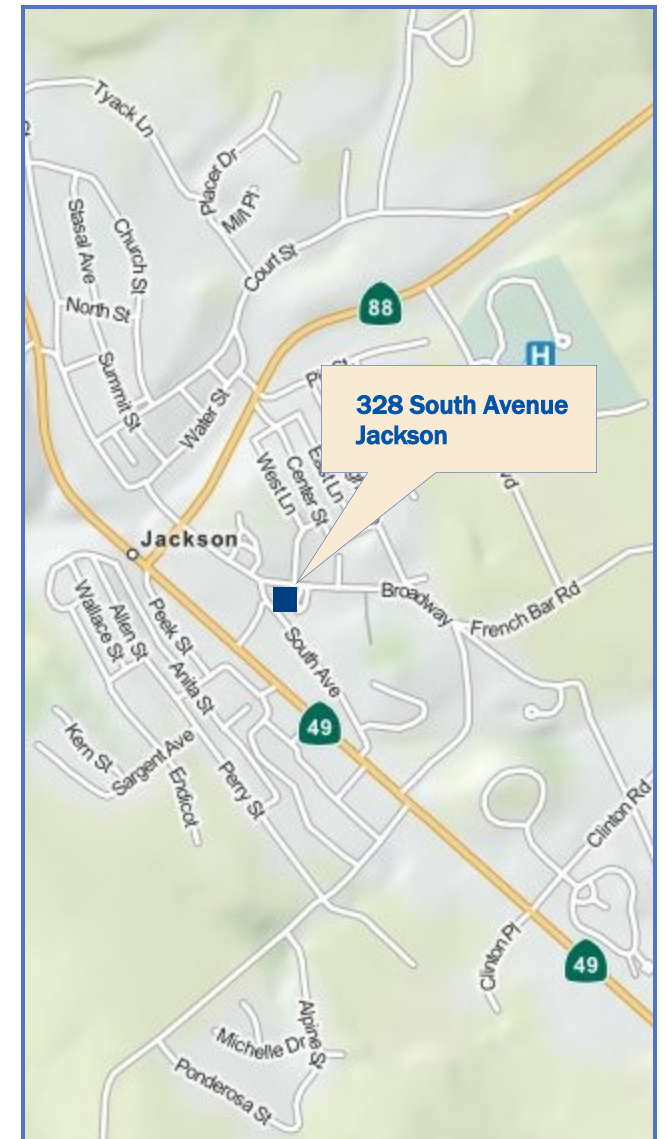 Tyack Ln
Placer Dr
Mill Pl
Stasal Ave
Church St
Court St
North St
88
H
Summit St
Water St
328 South Avenue
Jackson
West Ln
Center St
East Ln
Jackson
Broadway
French Bar Rd
Wallace St
Allen St
Peek St
Anita St
South Ave
49
Kern St
Sargent Ave
Endicot
Perry St
Clinton Rd
Clinton Pl
49
Alpine St
Michelle Dr
Ponderosa St